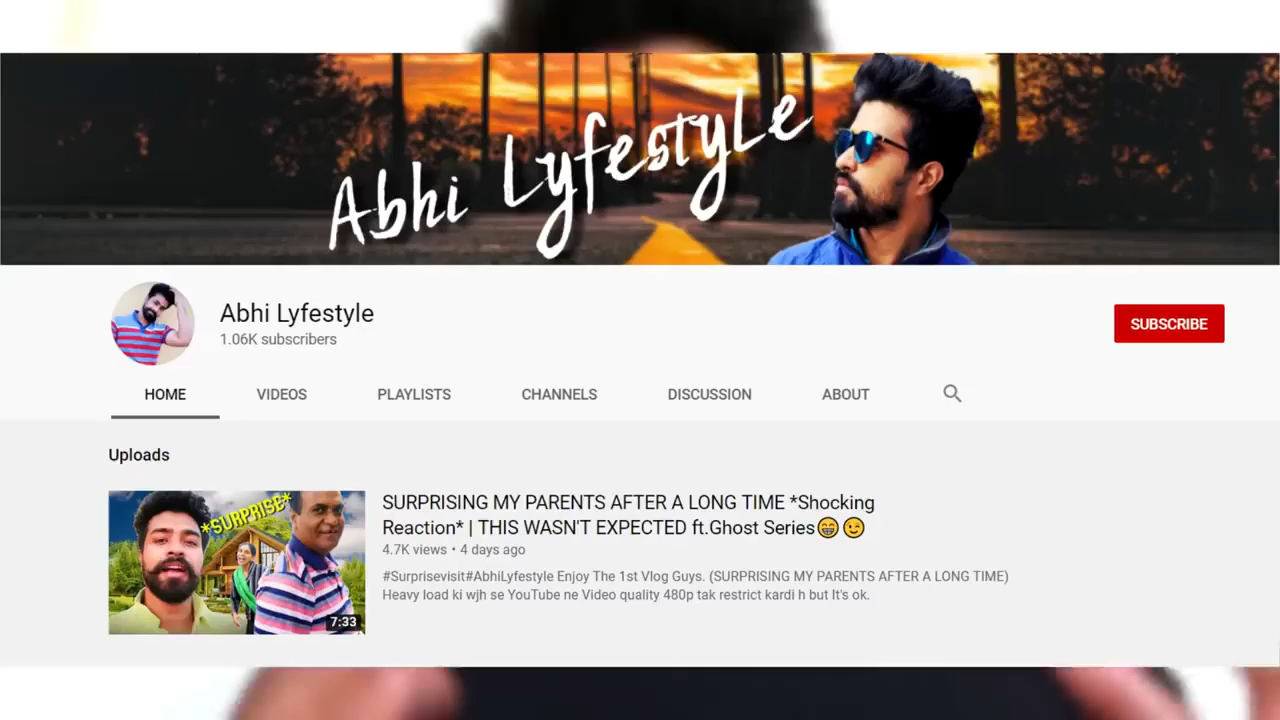 Abhi Lyfestyle
Abhi Lyfestyle
1.06K subscribers
SUBSCRIBE
HOME
VIDEOS
PLAYLISTS
CHANNELS
DISCUSSION
ABOUT
Uploads
*SURPRISE*
7:33
SURPRISING MY PARENTS AFTER A LONG TIME *Shocking
Reaction* | THIS WASN'T EXPECTED ft.Ghost Series😁😉
4.7K views • 4 days ago
#Surprisevisit#AbhiLyfestyle Enjoy The 1st Vlog Guys. (SURPRISING MY PARENTS AFTER A LONG TIME)
Heavy load ki wjh se YouTube ne Video quality 480p tak restrict kardi h but It's ok.